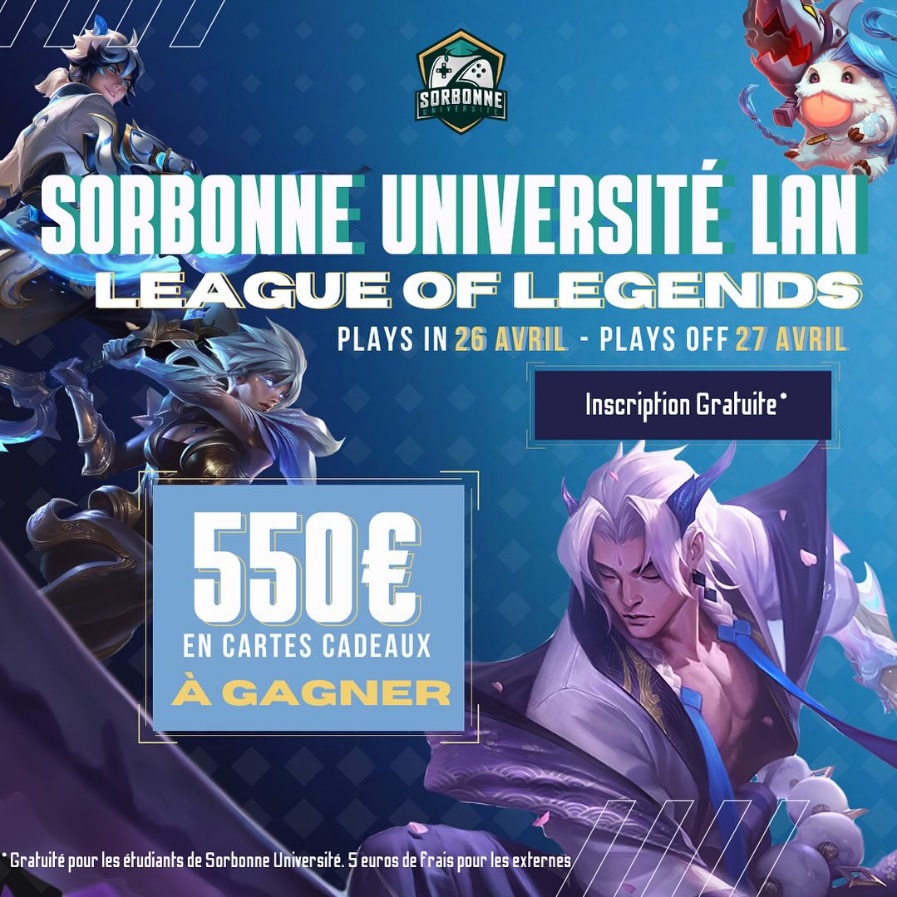 SORBONNE
UNIVERSITÉ
SORBONNE UNIVERSITÉ LAN
LEAGUE OF LEGENDS
PLAYS IN 26 AVRIL - PLAYS OFF 27 AVRIL
Inscription Gratuite*
550€
EN CARTES CADEAUX
À GAGNER
* Gratuité pour les étudiants de Sorbonne Université. 5 euros de frais pour les externes